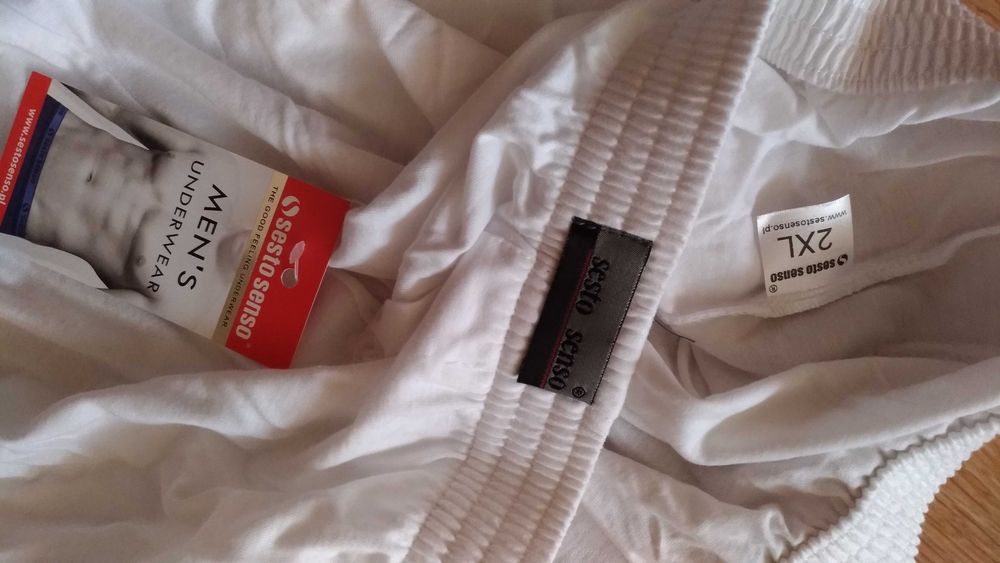 sesto senso®
THE GOOD FEELING UNDERWEAR
MEN'S
UNDERWEAR
www.sestosenso.pl
sesto senso®
sesto senso®
2XL
www.sestosenso.pl